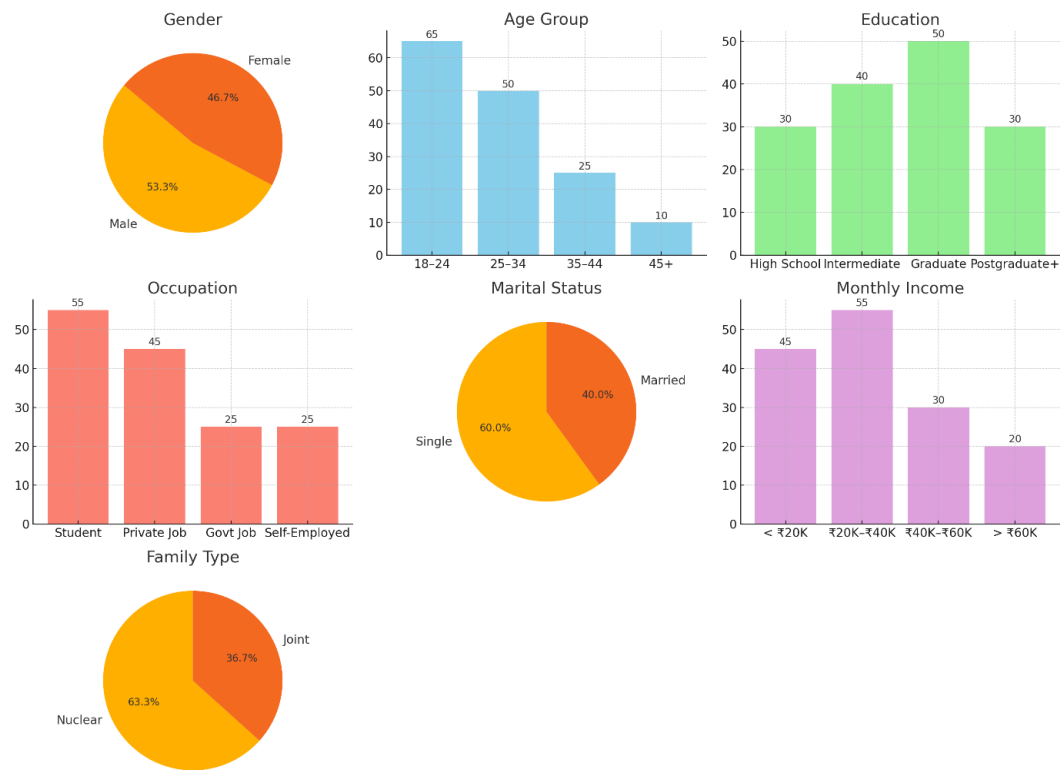 Gender
Female
46.7%
53.3%
Male
Age Group
65
50
25
10
0
10
20
30
40
50
60
18–24
25–34
35–44
45+
Education
30
40
50
30
0
10
20
30
40
50
High School
Intermediate
Graduate
Postgraduate+
Occupation
55
45
25
25
0
10
20
30
40
50
Student
Private Job
Govt Job
Self-Employed
Marital Status
Married
40.0%
60.0%
Single
Monthly Income
45
55
30
20
0
10
20
30
40
50
< ₹20K
₹20K–₹40K
₹40K–₹60K
> ₹60K
Family Type
Joint
36.7%
63.3%
Nuclear